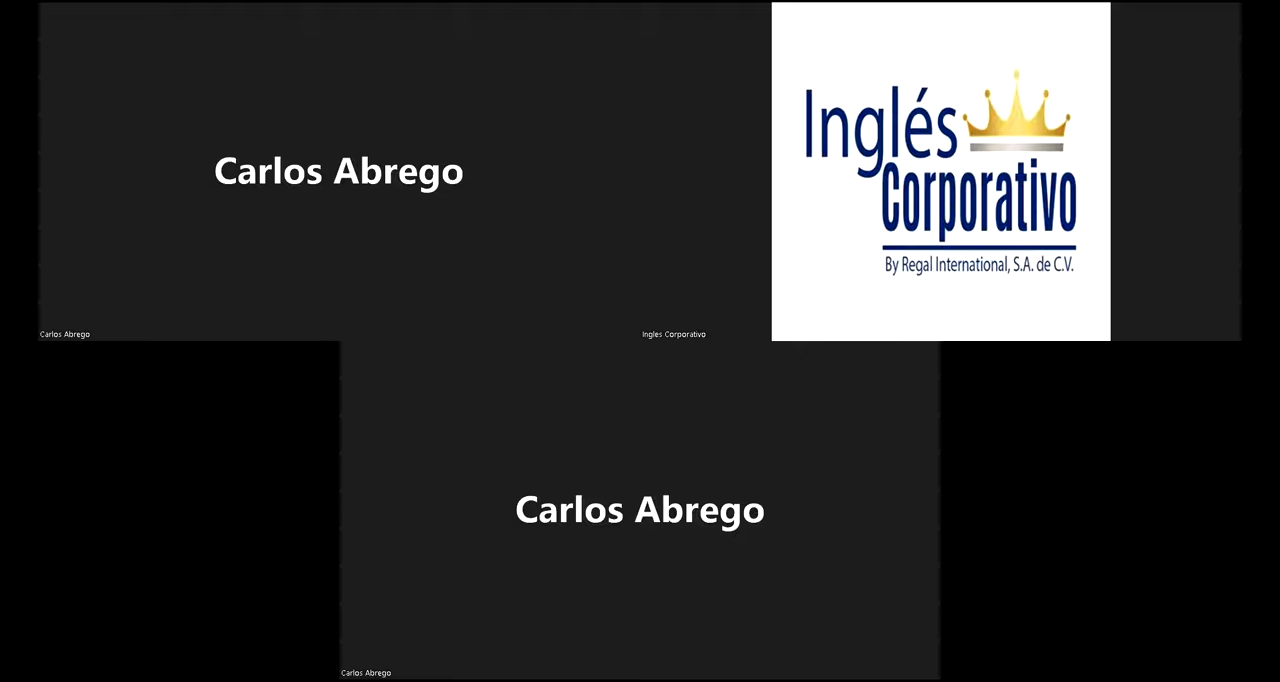 Carlos Abrego
Carlos Abrego
Inglés
Corporativo
By Regal International, S.A. de C.V.
Ingles Corporativo
Carlos Abrego
Carlos Abrego